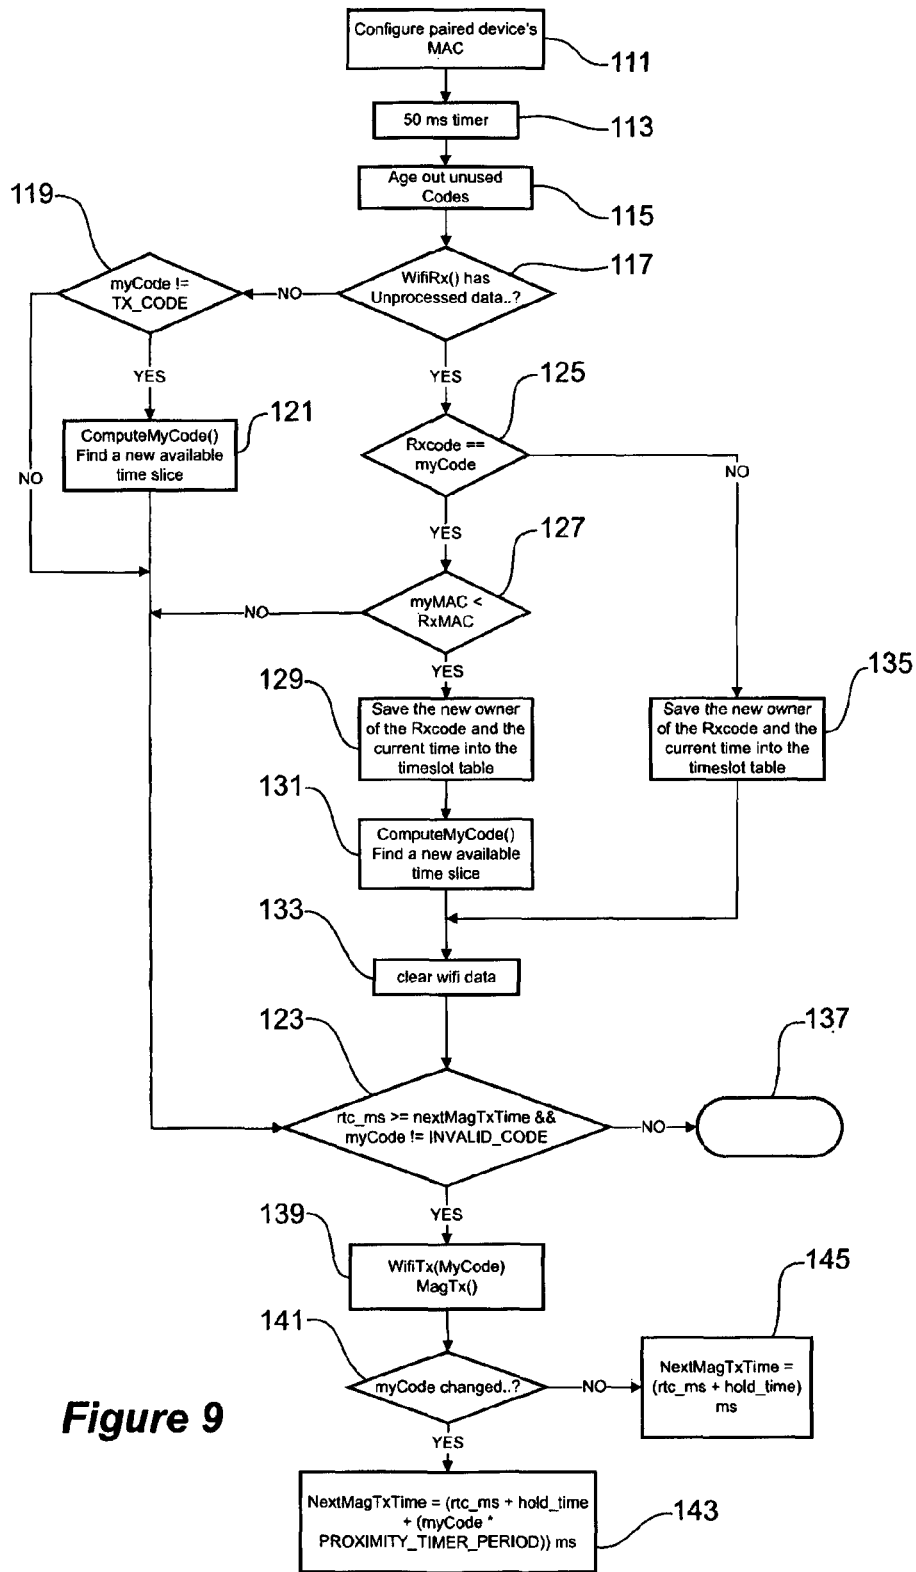 Configure paired device's
MAC
111
50 ms timer
113
Age out unused
Codes
115
119
myCode !=
TX_CODE
NO
WifiRx() has
Unprocessed data..?
117
YES
YES
125
121
ComputeMyCode()
Find a new available
time slice
Rxcode ==
myCode
NO
NO
YES
127
myMAC <
RxMAC
NO
YES
129
135
Save the new owner
of the Rxcode and the
current time into the
timeslot table
Save the new owner
of the Rxcode and the
current time into the
timeslot table
131
ComputeMyCode()
Find a new available
time slice
133
clear wifi data
123
137
rtc_ms >= nextMagTxTime &&
myCode != INVALID_CODE
NO
YES
139
WifiTx(MyCode)
MagTx()
145
141
myCode changed..?
NO
NextMagTxTime =
(rtc_ms + hold_time)
ms
Figure 9
YES
NextMagTxTime = (rtc_ms + hold_time
+ (myCode *
PROXIMITY_TIMER_PERIOD)) ms
143